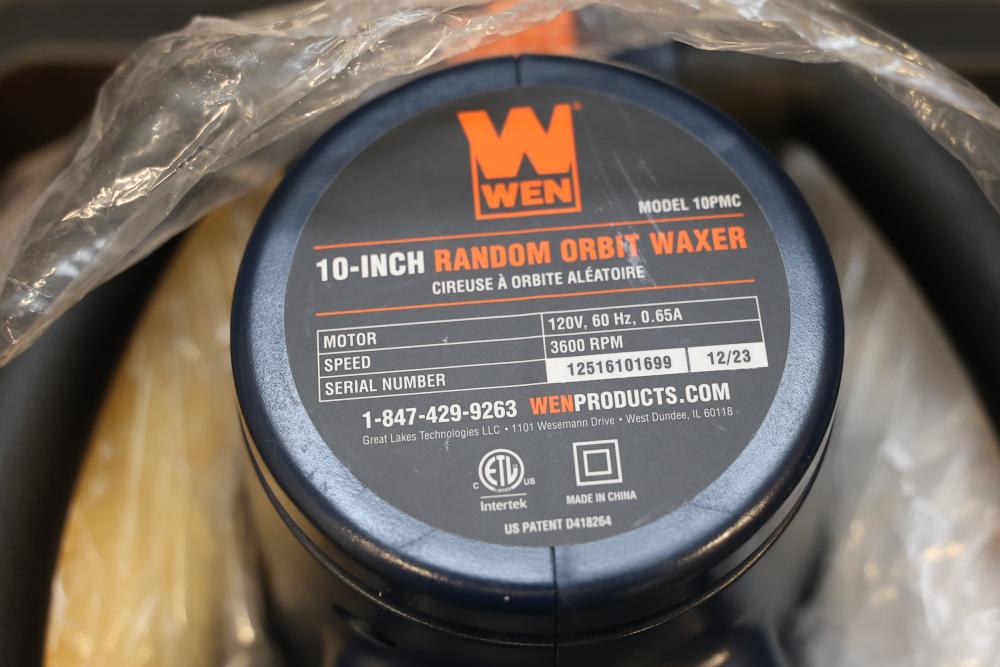 W®
WEN
MODEL 10PMC
10-INCH RANDOM ORBIT WAXER
CIREUSE À ORBITE ALÉATOIRE
MOTOR 120V, 60 Hz, 0.65A
SPEED 3600 RPM
SERIAL NUMBER 12516101699 12/23
1-847-429-9263 WENPRODUCTS.COM
Great Lakes Technologies LLC • 1101 Wesemann Drive • West Dundee, IL 60118
C ETL US
LISTED
Intertek
MADE IN CHINA
US PATENT D418264